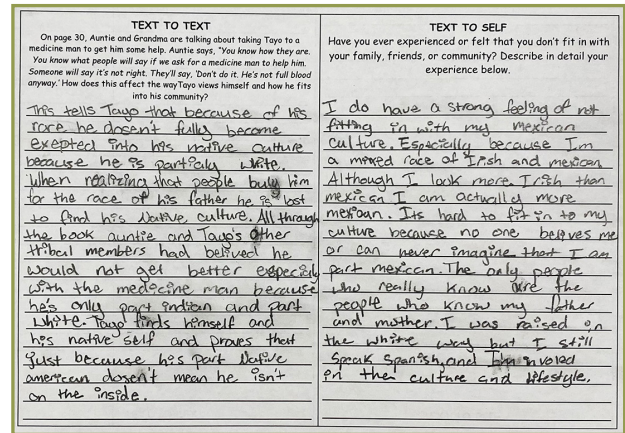 TEXT TO TEXT
On page 30, Auntie and Grandma are talking about taking Tayo to a
medicine man to get him some help. Auntie says, "You know how they are.
You know what people will say if we ask for a medicine man to help him.
Someone will say it's not right. They'll say, 'Don't do it. He's not full blood
anyway.' How does this affect the wayTayo views himself and how he fits
into his community?
This tells Tayo that because of his
race he dosen't fully become
exepted into his native culture
because he is particaly white.
When realizing that people buly him
for the race of his father he is lost
to find his Native culture. All through
the book auntie and Tayo's other
tribal members had belived he
would not get better especialy
with the medecine man because
he's only part indian and part
white. Tayo finds himself and
his native self and proves that
just because his part Native
american dosen't mean he isn't
on the inside.
TEXT TO SELF
Have you ever experienced or felt that you don't fit in with
your family, friends, or community? Describe in detail your
experience below.
I do have a strong feeling of not
fitting in with my mexican
culture. Especially because I'm
a mixed race of Irish and mexican
Although I look more Irish than
mexican I am actually more
mexican. Its hard to fit in to my
culture because no one belives me
or can never imagine that I am
part mexican. The only people
who really know are the
people who know my father
and mother. I was raised in
the white way but I still
speak spanish, and I'm involed
in the culture and lifestyle.